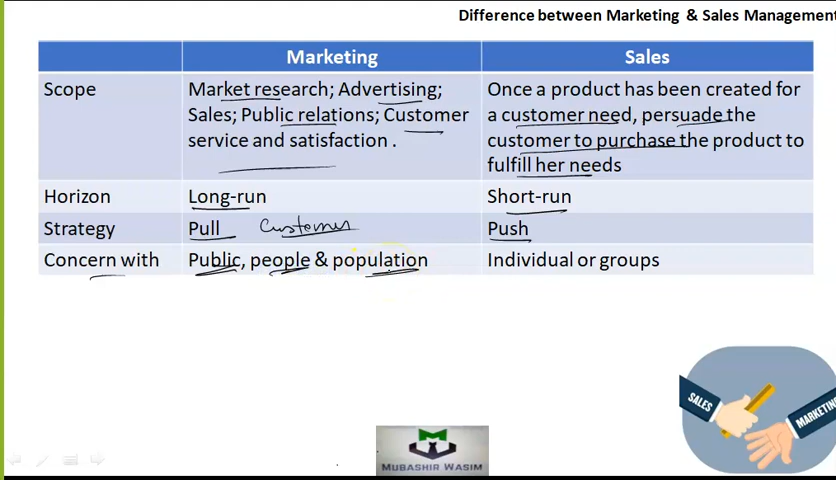 Difference between Marketing & Sales Management
Marketing
Sales
Scope
Market research; Advertising;
Sales; Public relations; Customer
service and satisfaction .
Once a product has been created for
a customer need, persuade the
customer to purchase the product to
fulfill her needs
Horizon
Long-run
Short-run
Strategy
Pull
Customer
Push
Concern with
Public, people & population
Individual or groups
SALES
MARKETING
MUBASHIR WASIM